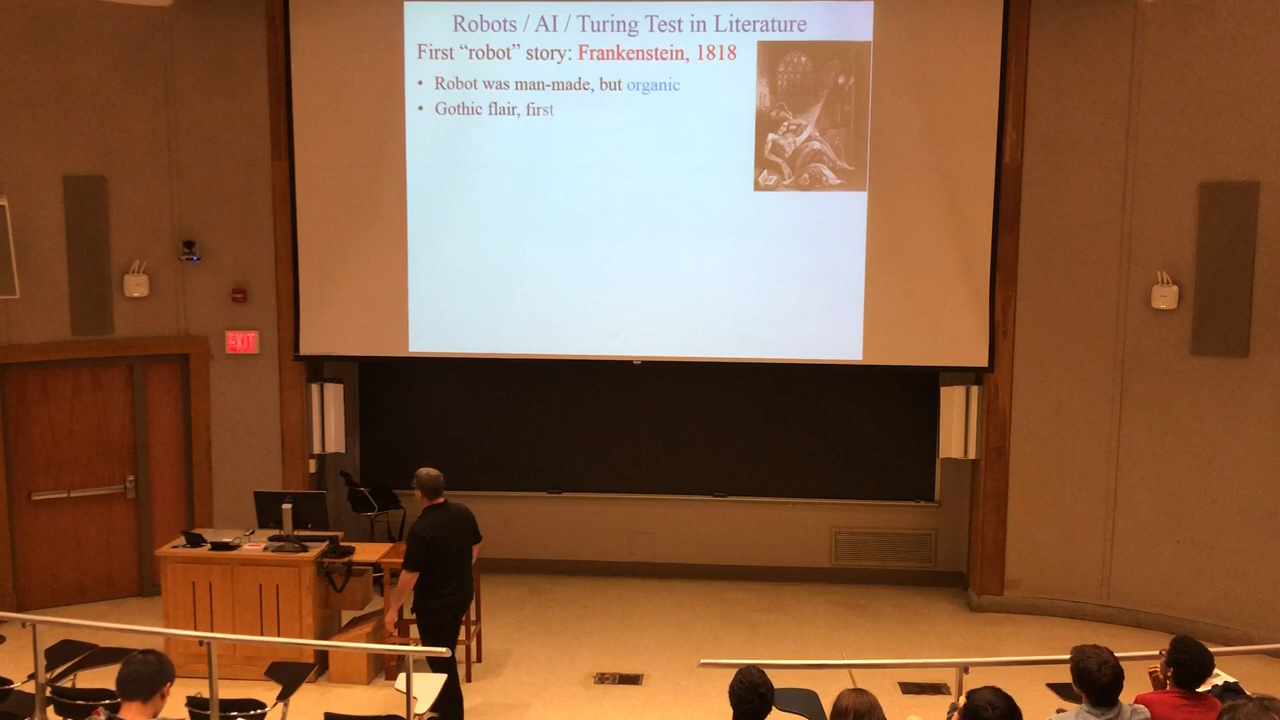 Robots / AI / Turing Test in Literature
First “robot” story: Frankenstein, 1818
• Robot was man-made, but organic
• Gothic flair, first
EXIT